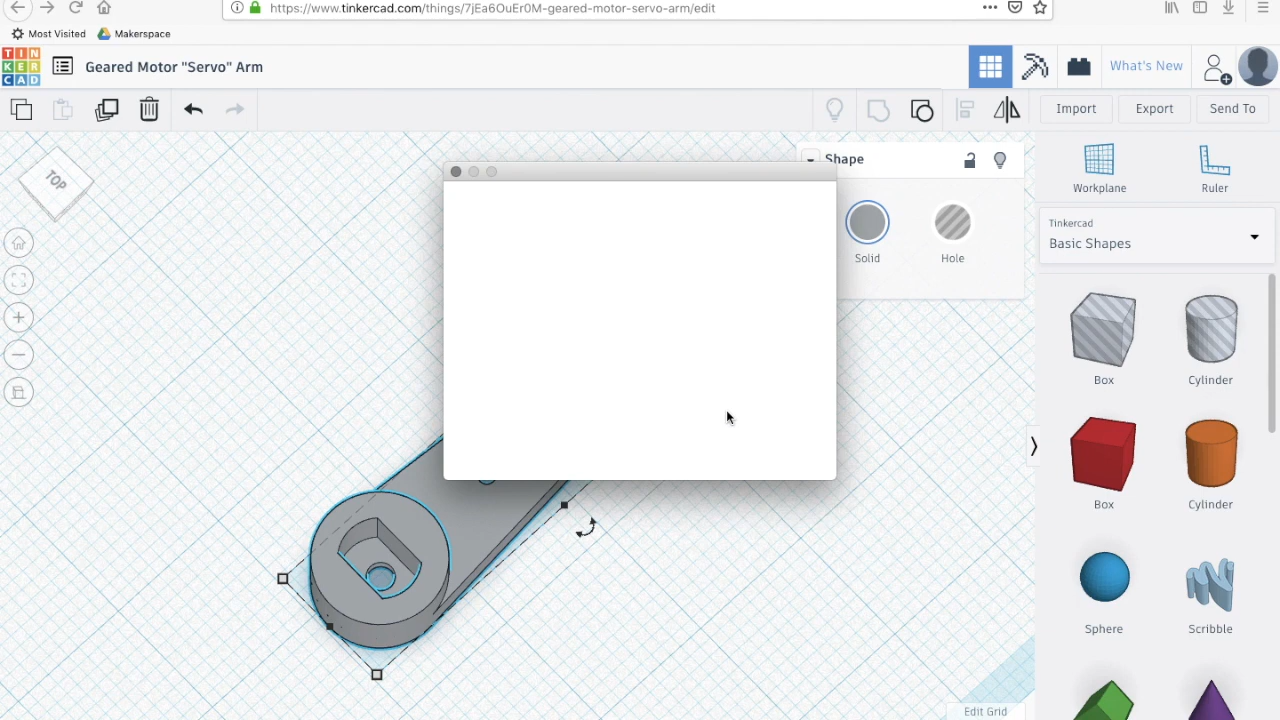 https://www.tinkercad.com/things/7jEa6OuEr0M-geared-motor-servo-arm/edit
Most Visited
Makerspace
TIN
KER
CAD
Geared Motor "Servo" Arm
What's New
Import
Export
Send To
TOP
Shape
Solid
Hole
Workplane
Ruler
Tinkercad
Basic Shapes
Box
Cylinder
Box
Cylinder
Sphere
Scribble
Edit Grid